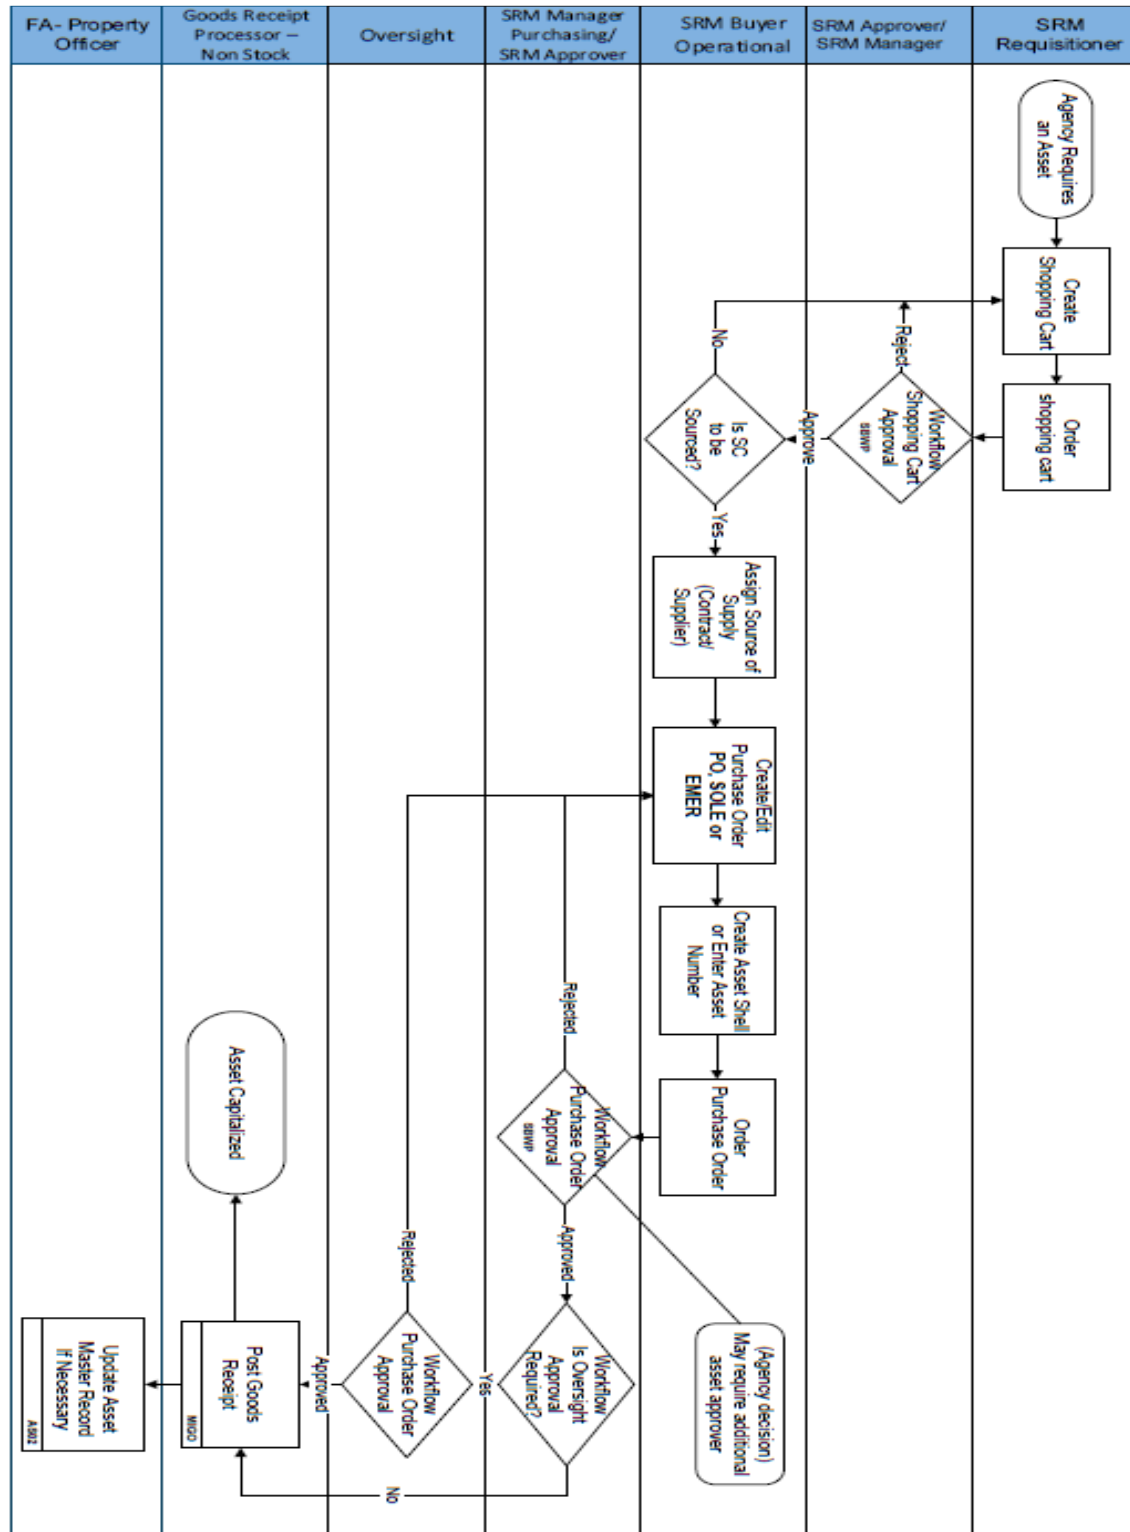 FA- Property
Officer
Goods Receipt
Processor –
Non Stock
Oversight
SRM Manager
Purchasing/
SRM Approver
SRM Buyer
Operational
SRM Approver/
SRM Manager
SRM
Requisitioner
Agency Requires
an Asset
Create
Shopping Cart
Order
shopping cart
Workflow
Shopping Cart
Approval
SBWP
Reject
Approve
Is SC
to be
Sourced?
No
Yes
Assign Source of
Supply
(Contract/
Supplier)
Create/Edit
Purchase Order
PO, SOLE or
EMER
Create Asset Shell
or Enter Asset
Number
Order
Purchase Order
Workflow
Purchase Order
Approval
SBWP
Rejected
Approved
(Agency decision)
May require additional
asset approver
Workflow
Is Oversight
Approval
Required?
Yes
No
Workflow
Purchase Order
Approval
Rejected
Approved
Post Goods
Receipt
MIGO
Asset Capitalized
Update Asset
Master Record
If Necessary
AS02